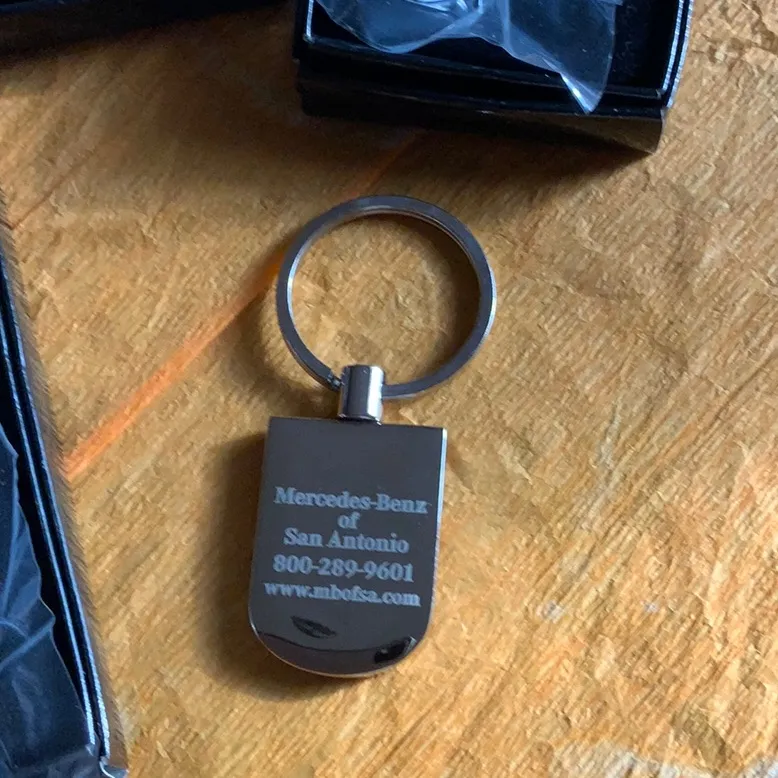 Mercedes-Benz
of
San Antonio
800-289-9601
www.mbofsa.com